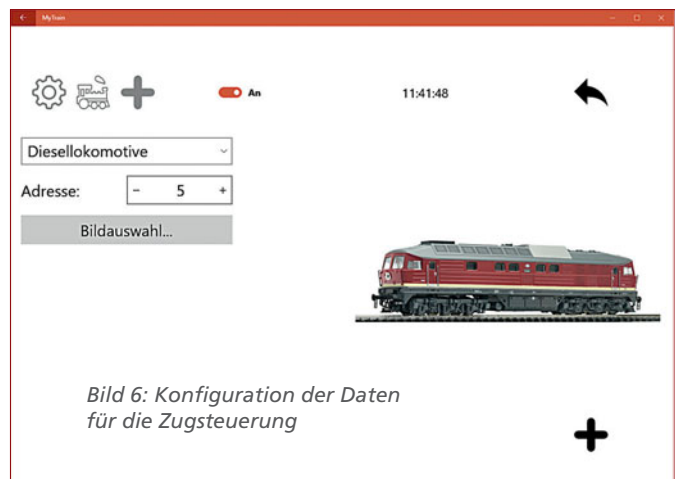 MyTrain
An
11:41:48
Diesellokomotive
Adresse:
- 5 +
Bildauswahl...
Bild 6: Konfiguration der Daten
für die Zugsteuerung